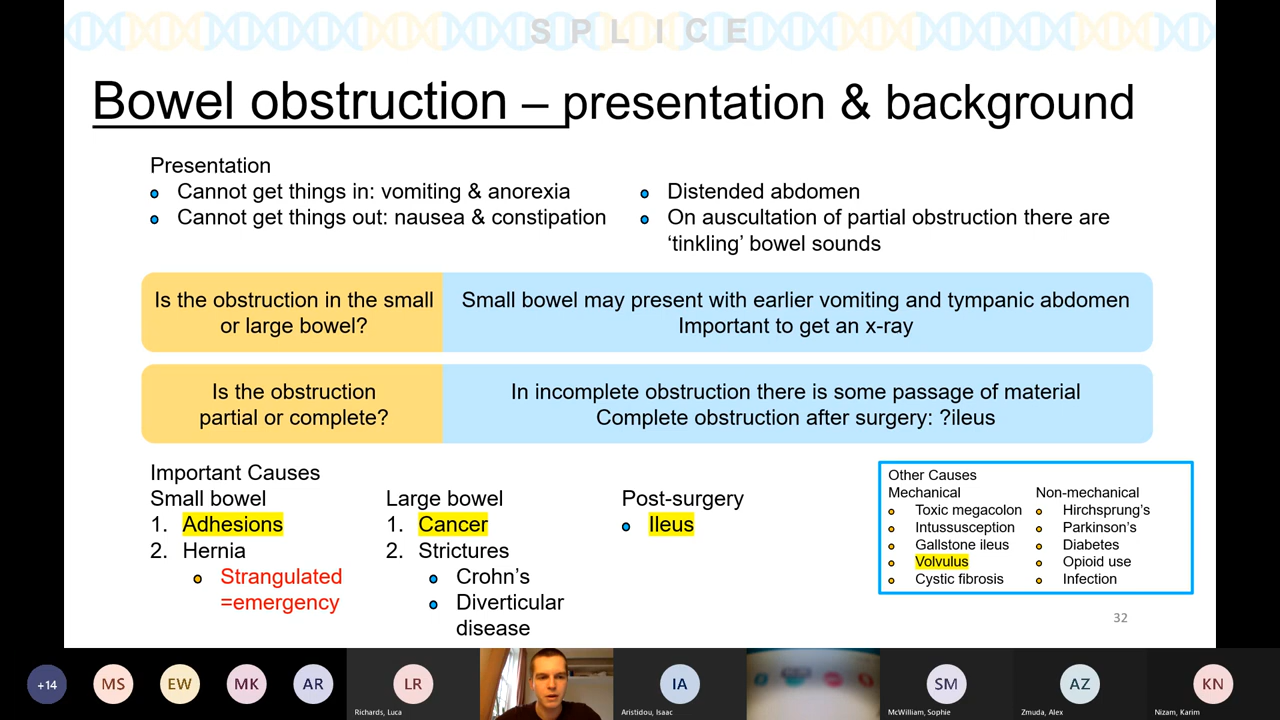 SPLICE
Bowel obstruction – presentation & background
Presentation
Cannot get things in: vomiting & anorexia
Cannot get things out: nausea & constipation
Distended abdomen
On auscultation of partial obstruction there are
‘tinkling’ bowel sounds
Is the obstruction in the small
or large bowel?
Small bowel may present with earlier vomiting and tympanic abdomen
Important to get an x-ray
Is the obstruction
partial or complete?
In incomplete obstruction there is some passage of material
Complete obstruction after surgery: ?ileus
Important Causes
Small bowel
1. Adhesions
2. Hernia
Strangulated
=emergency
Large bowel
1. Cancer
2. Strictures
Crohn’s
Diverticular
disease
Post-surgery
Ileus
Other Causes
Mechanical
Toxic megacolon
Intussusception
Gallstone ileus
Volvulus
Cystic fibrosis
Non-mechanical
Hirchsprung’s
Parkinson’s
Diabetes
Opioid use
Infection
32
+14
MS
EW
MK
AR
LR
Richards, Luca
IA
Aristidou, Isaac
SM
McWilliam, Sophie
AZ
Zmuda, Alex
KN
Nizam, Karim